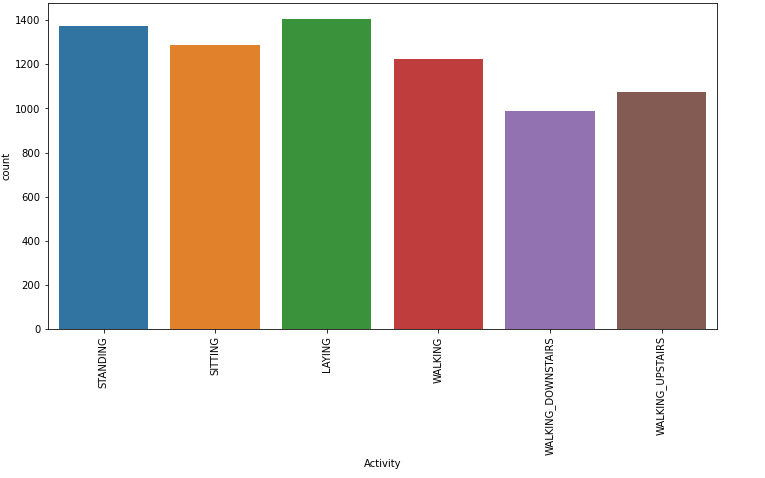 1400
1200
1000
800
600
400
200
0
count
STANDING
SITTING
LAYING
WALKING
WALKING_DOWNSTAIRS
WALKING_UPSTAIRS
Activity